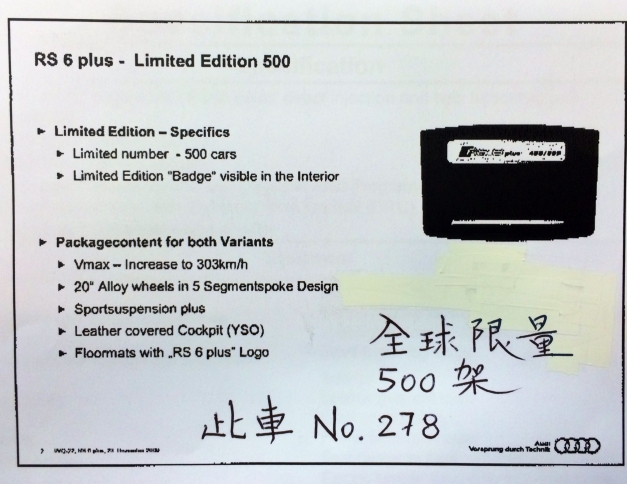 RS 6 plus - Limited Edition 500
► Limited Edition – Specifics
► Limited number - 500 cars
► Limited Edition "Badge" visible in the Interior
plus
► Packagecontent for both Variants
► Vmax – Increase to 303km/h
► 20" Alloy wheels in 5 Segmentspoke Design
► Sportsuspension plus
► Leather covered Cockpit (YSO)
► Floormats with „RS 6 plus" Logo
全球限量
500 架
此車 No. 278
Audi
Vorsprung durch Technik